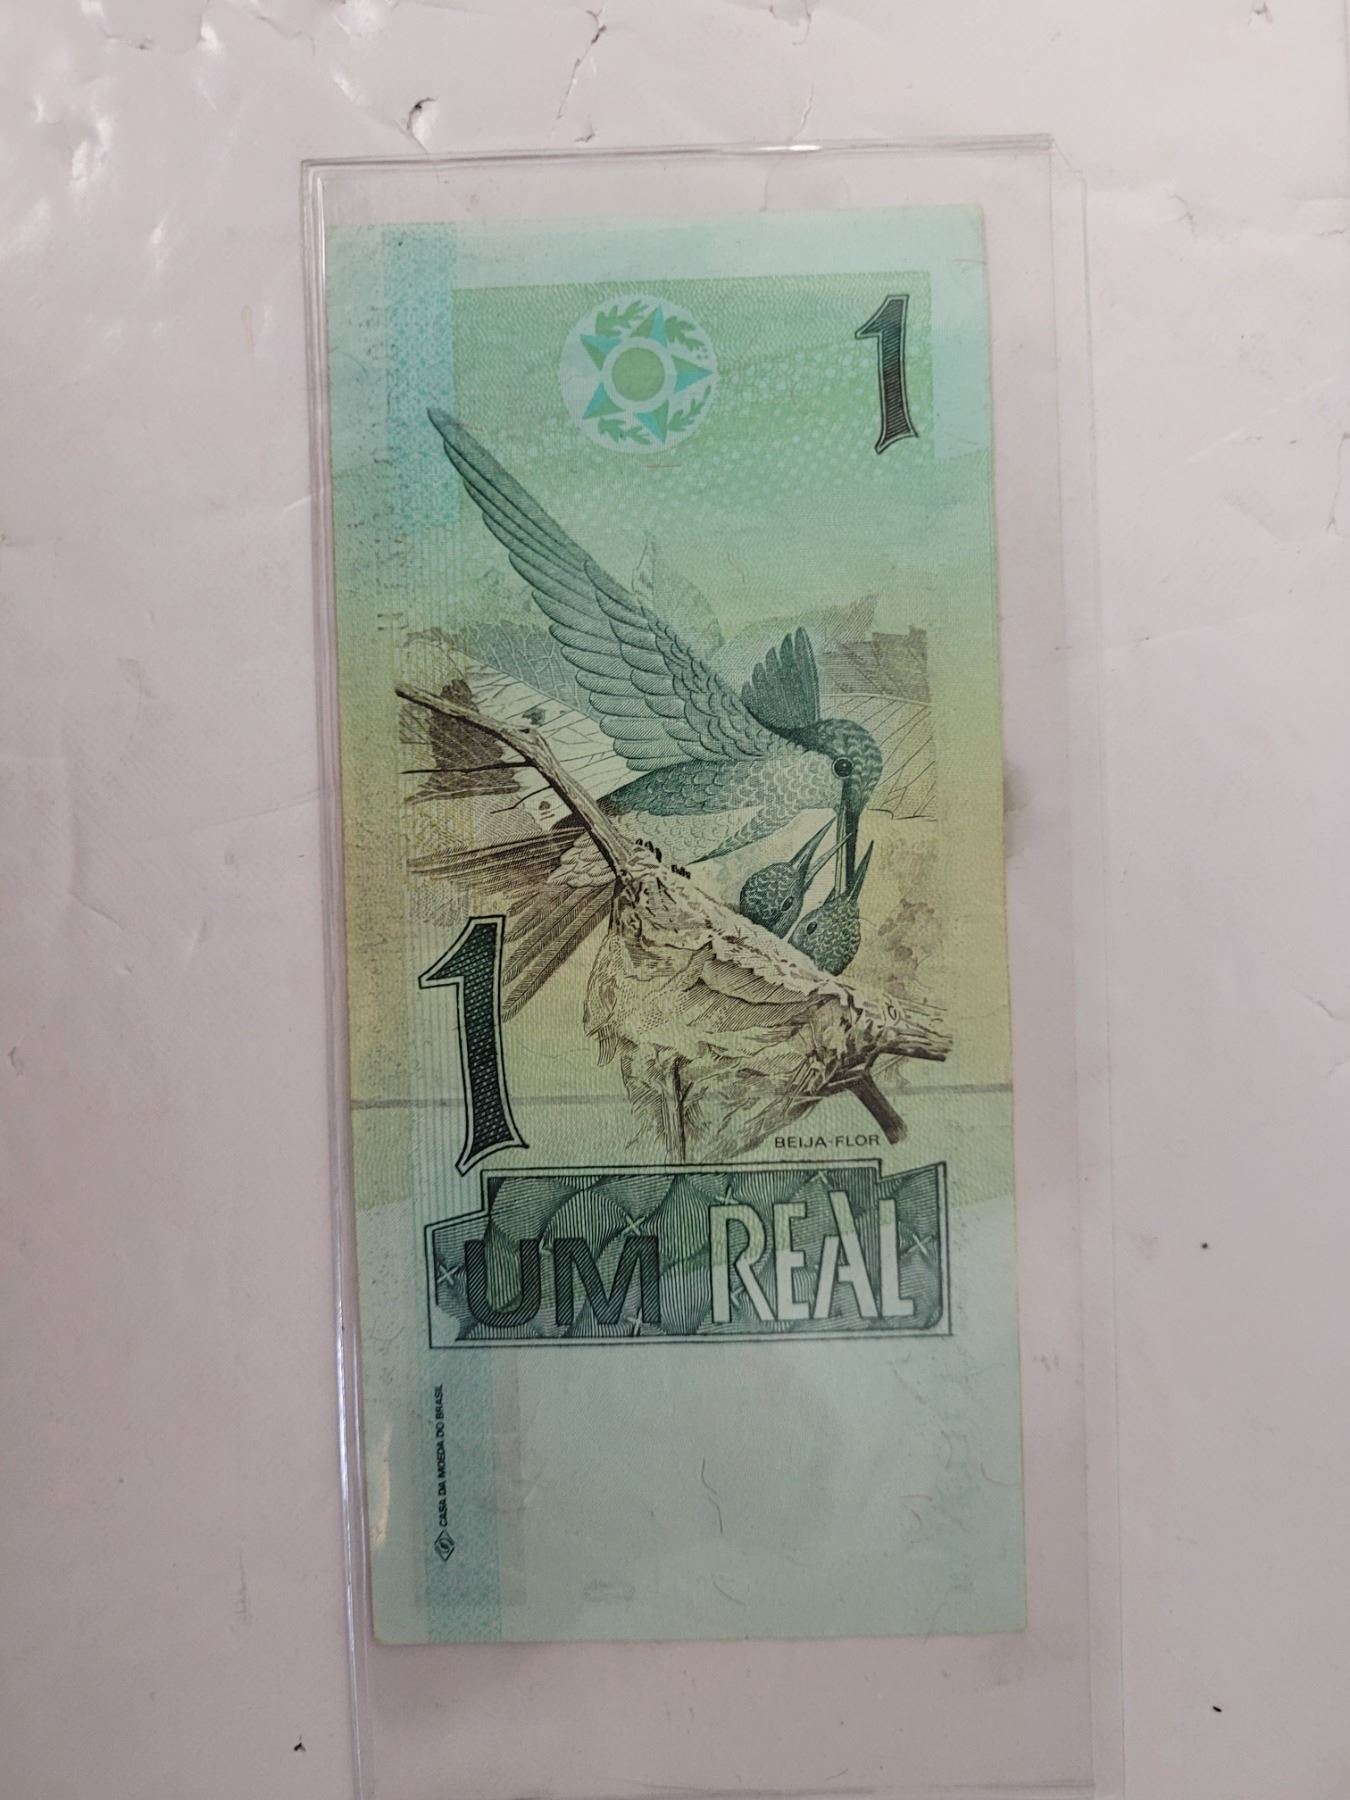 1
1
BEIJA-FLOR
UM REAL
CASA DA MOEDA DO BRASIL